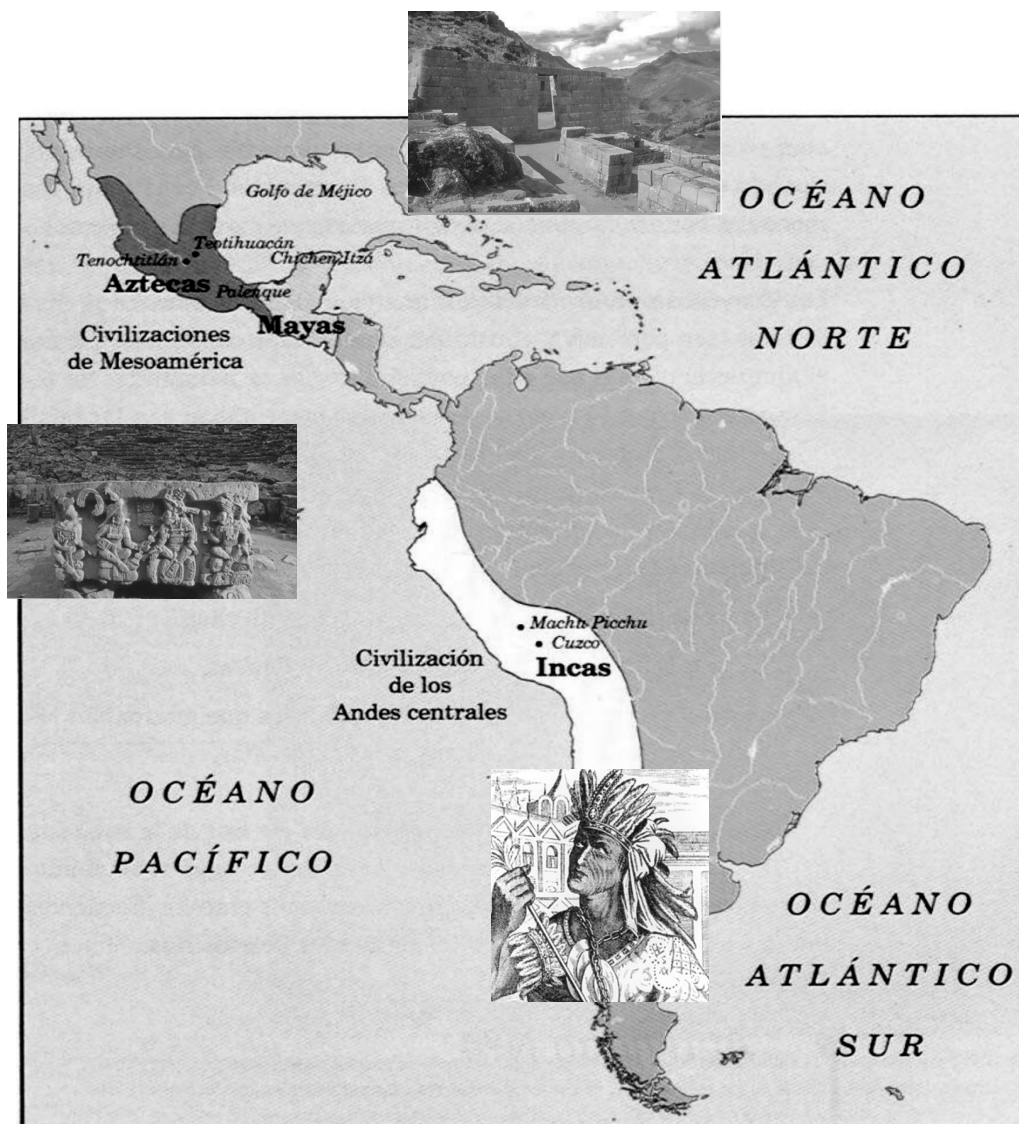 Golfo de Méjico
OCÉANO
ATLÁNTICO
NORTE
Teotihuacán
Tenochtitlán
Chichen Itzá
Aztecas
Palenque
Mayas
Civilizaciones
de Mesoamérica
Machu Picchu
Cuzco
Incas
Civilización
de los
Andes centrales
OCÉANO
PACÍFICO
OCÉANO
ATLÁNTICO
SUR